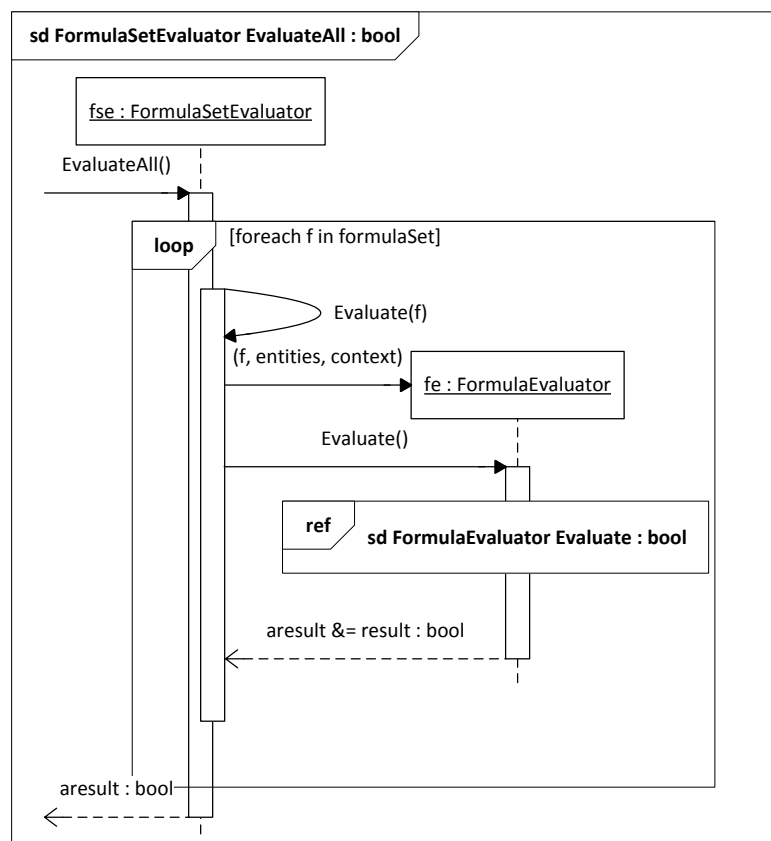 sd FormulaSetEvaluator EvaluateAll : bool
fse : FormulaSetEvaluator
EvaluateAll()
loop
[foreach f in formulaSet]
Evaluate(f)
(f, entities, context)
fe : FormulaEvaluator
Evaluate()
ref
sd FormulaEvaluator Evaluate : bool
aresult &= result : bool
aresult : bool